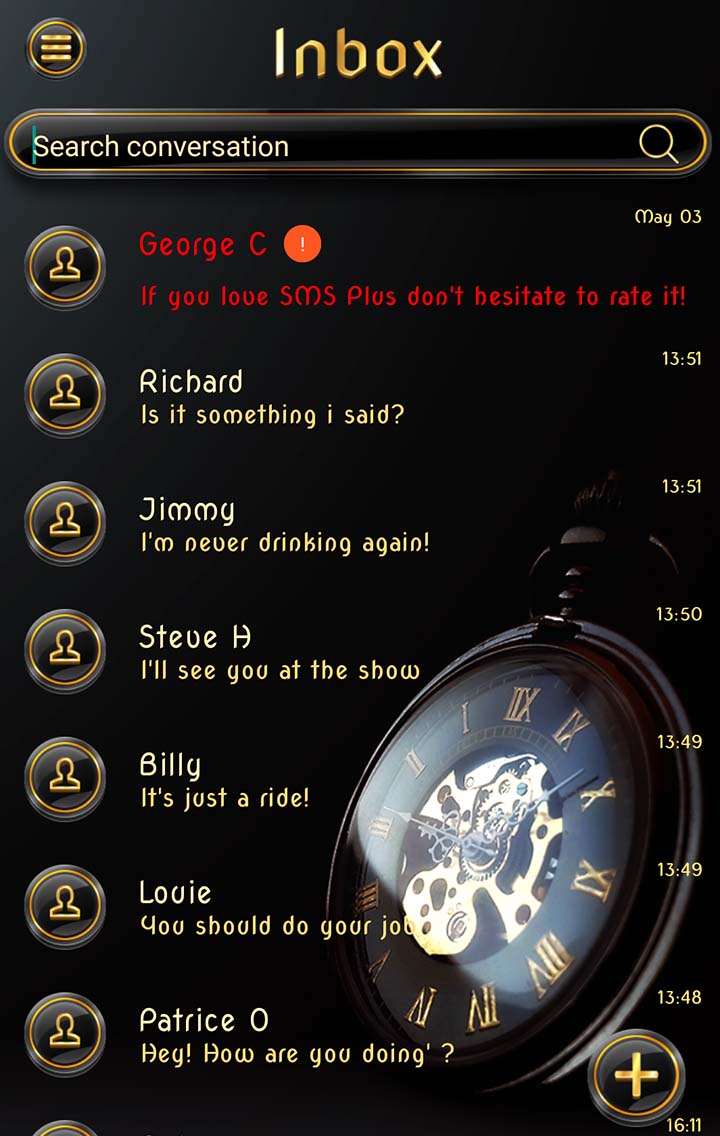 Inbox
Search conversation
May 03
George C !
If you love SMS Plus don't hesitate to rate it!
13:51
Richard
Is it something i said?
13:51
Jimmy
I'm never drinking again!
13:50
Steve H
I'll see you at the show
13:49
Billy
It's just a ride!
13:49
Louie
You should do your job
13:48
Patrice O
Hey! How are you doing' ?
16:11